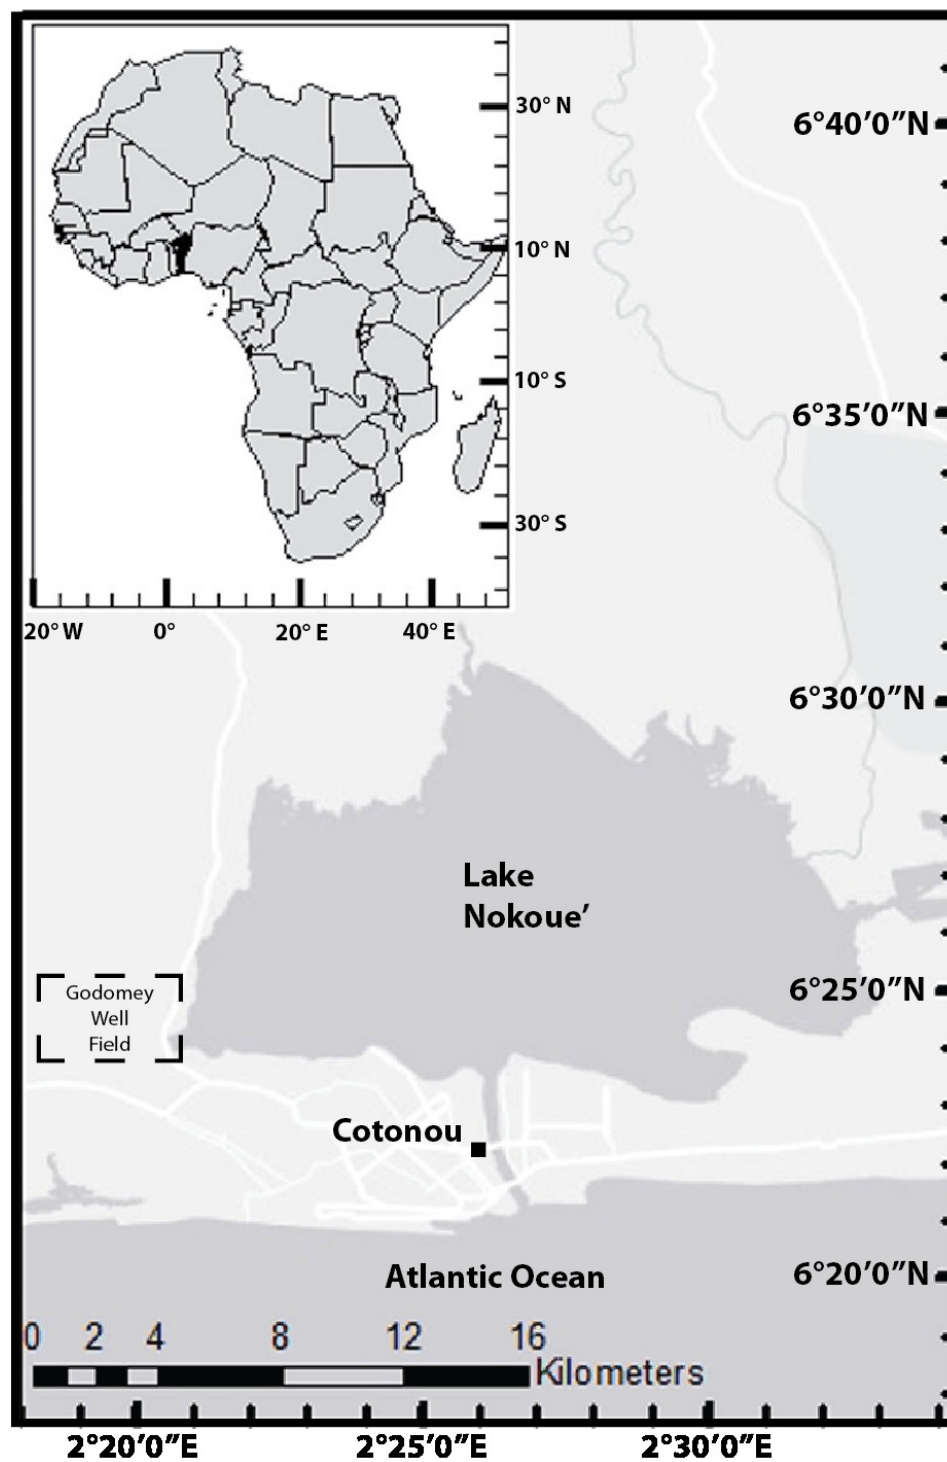 30° N
10° N
10° S
30° S
20° W 0° 20° E 40° E
6°40′0″N
6°35′0″N
6°30′0″N
6°25′0″N
6°20′0″N
Lake
Nokoue’
Godomey
Well
Field
Cotonou
Atlantic Ocean
0 2 4 8 12 16
Kilometers
2°20′0″E 2°25′0″E 2°30′0″E